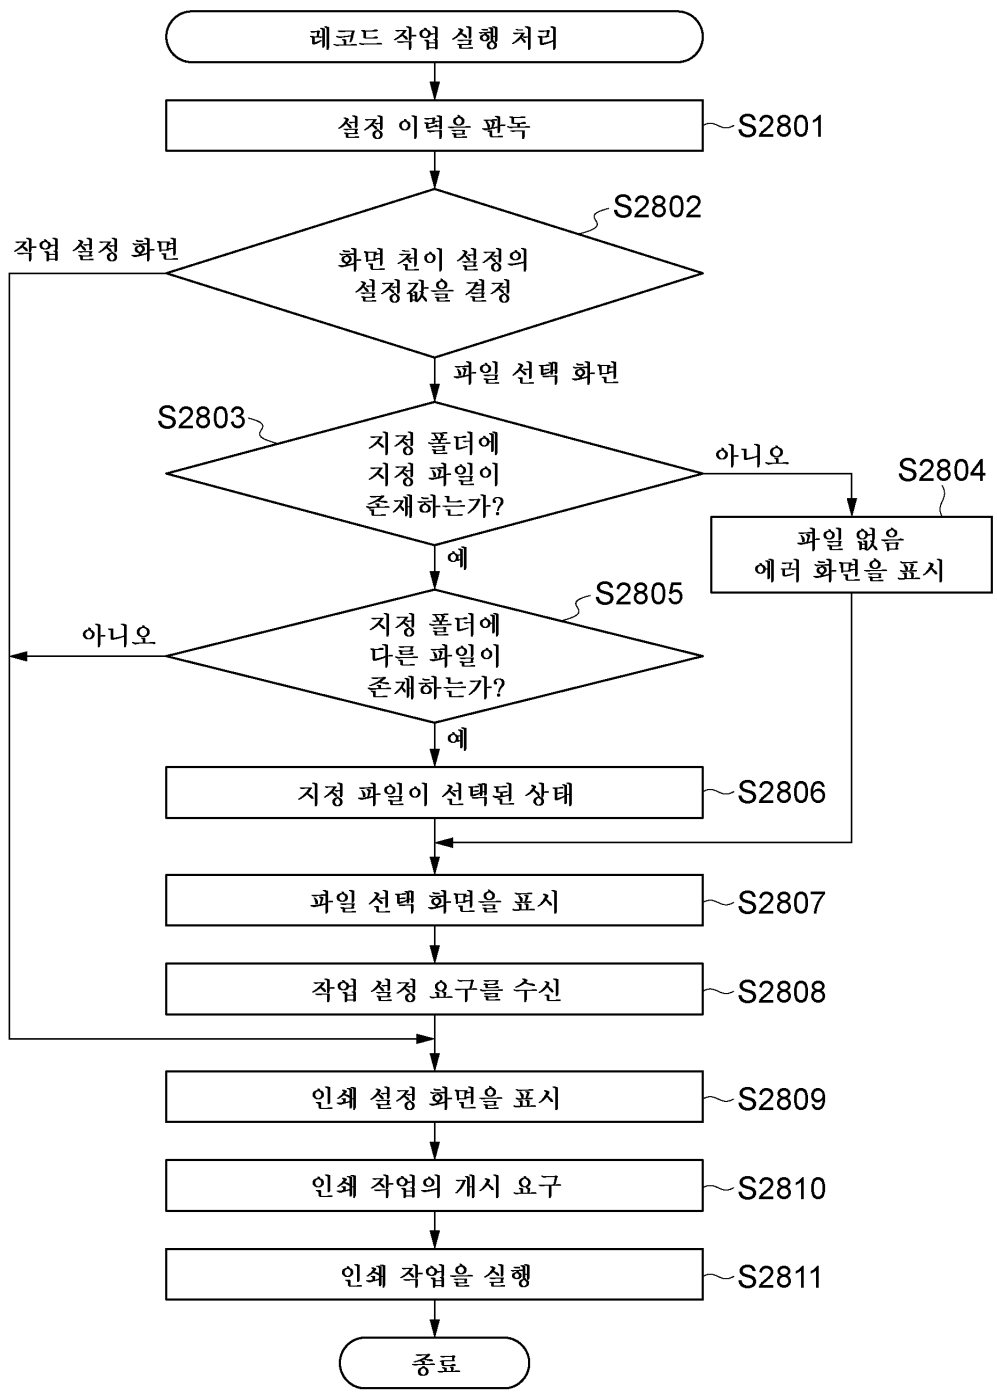 레코드 작업 실행 처리
설정 이력을 판독
S2801
S2802
작업 설정 화면
화면 천이 설정의
설정값을 결정
파일 선택 화면
S2803
지정 폴더에
지정 파일이
존재하는가?
아니오
S2804
파일 없음
에러 화면을 표시
예
S2805
지정 폴더에
다른 파일이
존재하는가?
아니오
예
지정 파일이 선택된 상태
S2806
파일 선택 화면을 표시
S2807
작업 설정 요구를 수신
S2808
인쇄 설정 화면을 표시
S2809
인쇄 작업의 개시 요구
S2810
인쇄 작업을 실행
S2811
종료